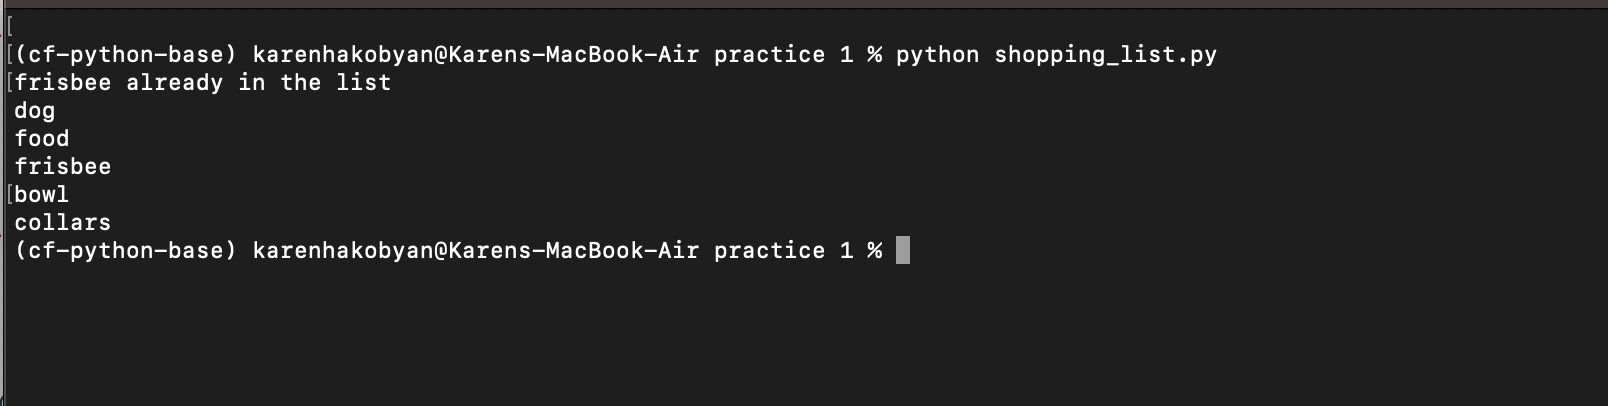 [
[(cf-python-base) karenhakobyan@Karens-MacBook-Air practice 1 % python shopping_list.py
[frisbee already in the list
dog
food
frisbee
[bowl
collars
(cf-python-base) karenhakobyan@Karens-MacBook-Air practice 1 %